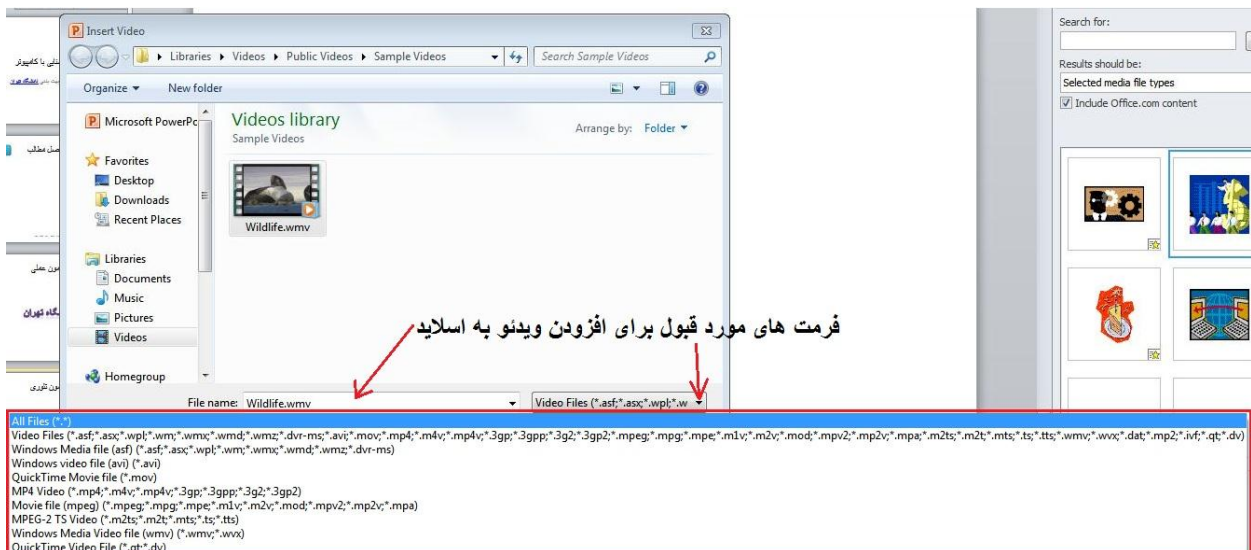 Insert Video
Libraries ▸ Videos ▸ Public Videos ▸ Sample Videos
Search Sample Videos
Organize ▾ New folder
Microsoft PowerPo
Videos library
Sample Videos
Arrange by: Folder ▾
Favorites
Desktop
Downloads
Recent Places
Wildlife.wmv
Libraries
Documents
Music
Pictures
Videos
Homegroup
فرمت های مورد قبول برای افزودن ویدئو به اسلاید
File name: Wildlife.wmv
Video Files (*.asf;*.asx;*.wpl;*.w
All Files (*.*)
Video Files (*.asf;*.asx;*.wpl;*.wm;*.wmx;*.wmd;*.wmz;*.dvr-ms;*.avi;*.mov;*.mp4;*.m4v;*.mp4v;*.3gp;*.3gpp;*.3g2;*.3gp2;*.mpeg;*.mpg;*.mpe;*.m1v;*.m2v;*.mod;*.mpv2;*.mp2v;*.mpa;*.m2ts;*.m2t;*.mts;*.ts;*.tts;*.wmv;*.wvx;*.dat;*.mp2;*.ivf;*.qt;*.dv)
Windows Media file (asf) (*.asf;*.asx;*.wpl;*.wm;*.wmx;*.wmd;*.wmz;*.dvr-ms)
Windows video file (avi) (*.avi)
QuickTime Movie file (*.mov)
MP4 Video (*.mp4;*.m4v;*.mp4v;*.3gp;*.3gpp;*.3g2;*.3gp2)
Movie file (mpeg) (*.mpeg;*.mpg;*.mpe;*.m1v;*.m2v;*.mod;*.mpv2;*.mp2v;*.mpa)
MPEG-2 TS Video (*.m2ts;*.m2t;*.mts;*.ts;*.tts)
Windows Media Video file (wmv) (*.wmv;*.wvx)
QuickTime Video File (*.qt;*.dv)
Search for:
Results should be:
Selected media file types
Include Office.com content
با کامپیوتر
مطالب
عملی
تهران
تئوری